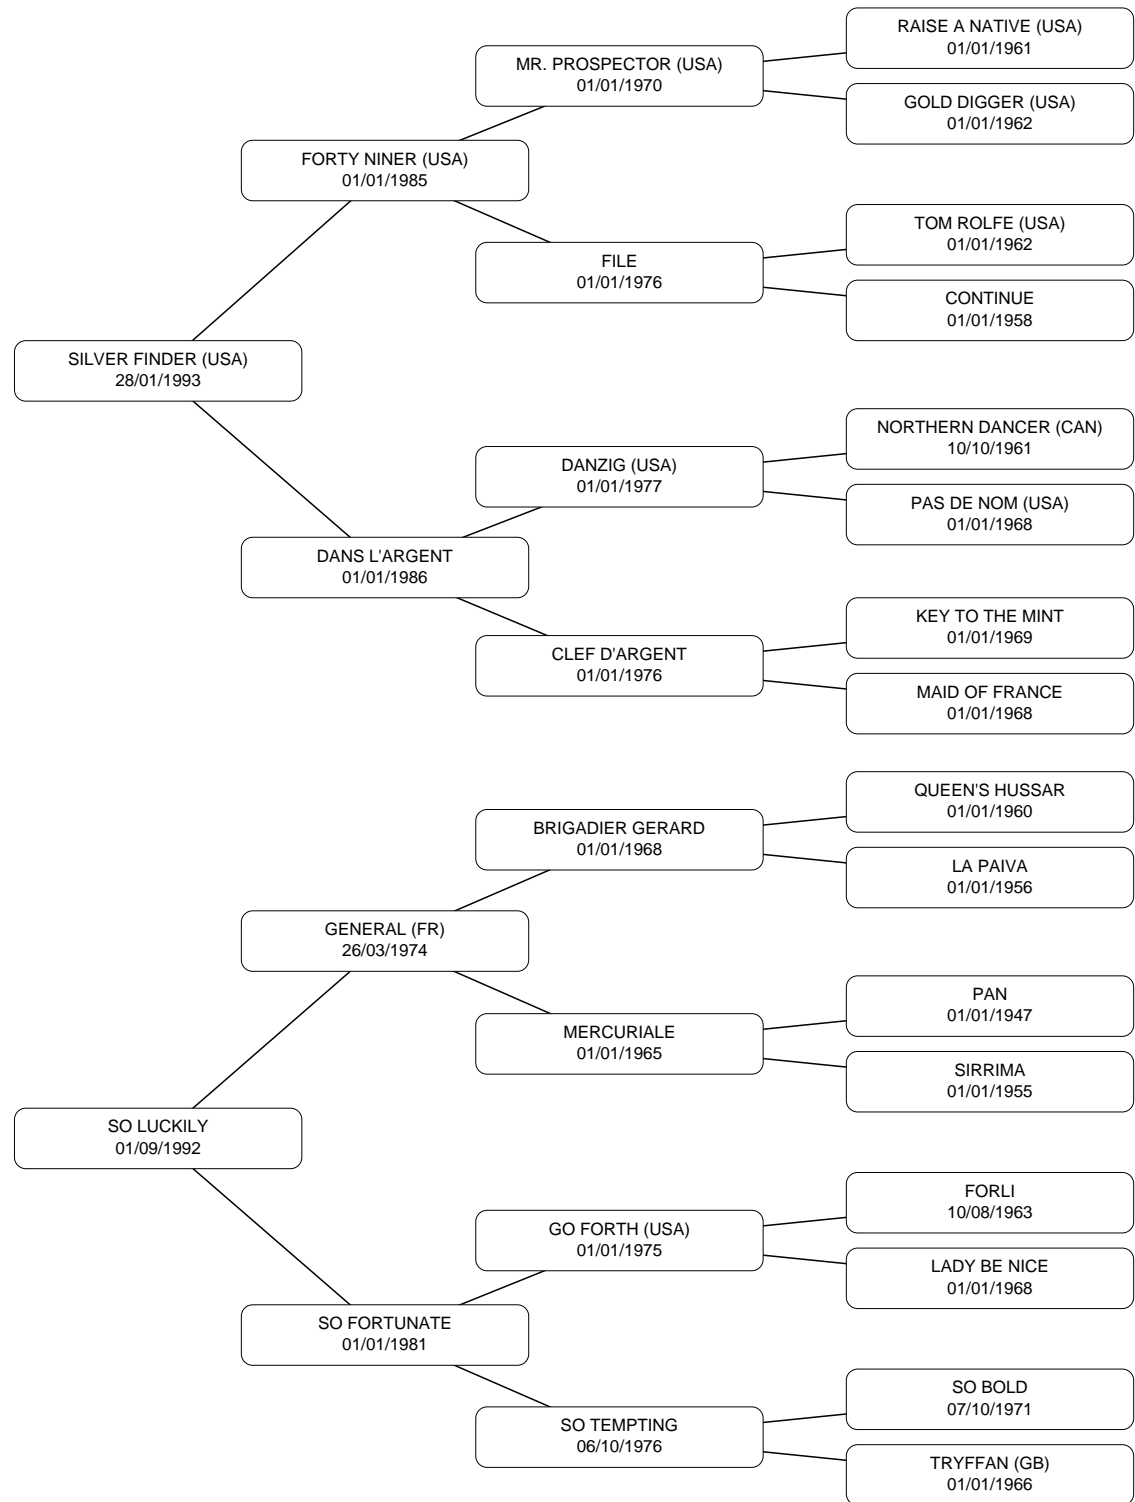 RAISE A NATIVE (USA)
01/01/1961
MR. PROSPECTOR (USA)
01/01/1970
GOLD DIGGER (USA)
01/01/1962
FORTY NINER (USA)
01/01/1985
TOM ROLFE (USA)
01/01/1962
FILE
01/01/1976
CONTINUE
01/01/1958
SILVER FINDER (USA)
28/01/1993
NORTHERN DANCER (CAN)
10/10/1961
DANZIG (USA)
01/01/1977
PAS DE NOM (USA)
01/01/1968
DANS L'ARGENT
01/01/1986
KEY TO THE MINT
01/01/1969
CLEF D'ARGENT
01/01/1976
MAID OF FRANCE
01/01/1968
QUEEN'S HUSSAR
01/01/1960
BRIGADIER GERARD
01/01/1968
LA PAIVA
01/01/1956
GENERAL (FR)
26/03/1974
PAN
01/01/1947
MERCURIALE
01/01/1965
SIRRIMA
01/01/1955
SO LUCKILY
01/09/1992
FORLI
10/08/1963
GO FORTH (USA)
01/01/1975
LADY BE NICE
01/01/1968
SO FORTUNATE
01/01/1981
SO BOLD
07/10/1971
SO TEMPTING
06/10/1976
TRYFFAN (GB)
01/01/1966